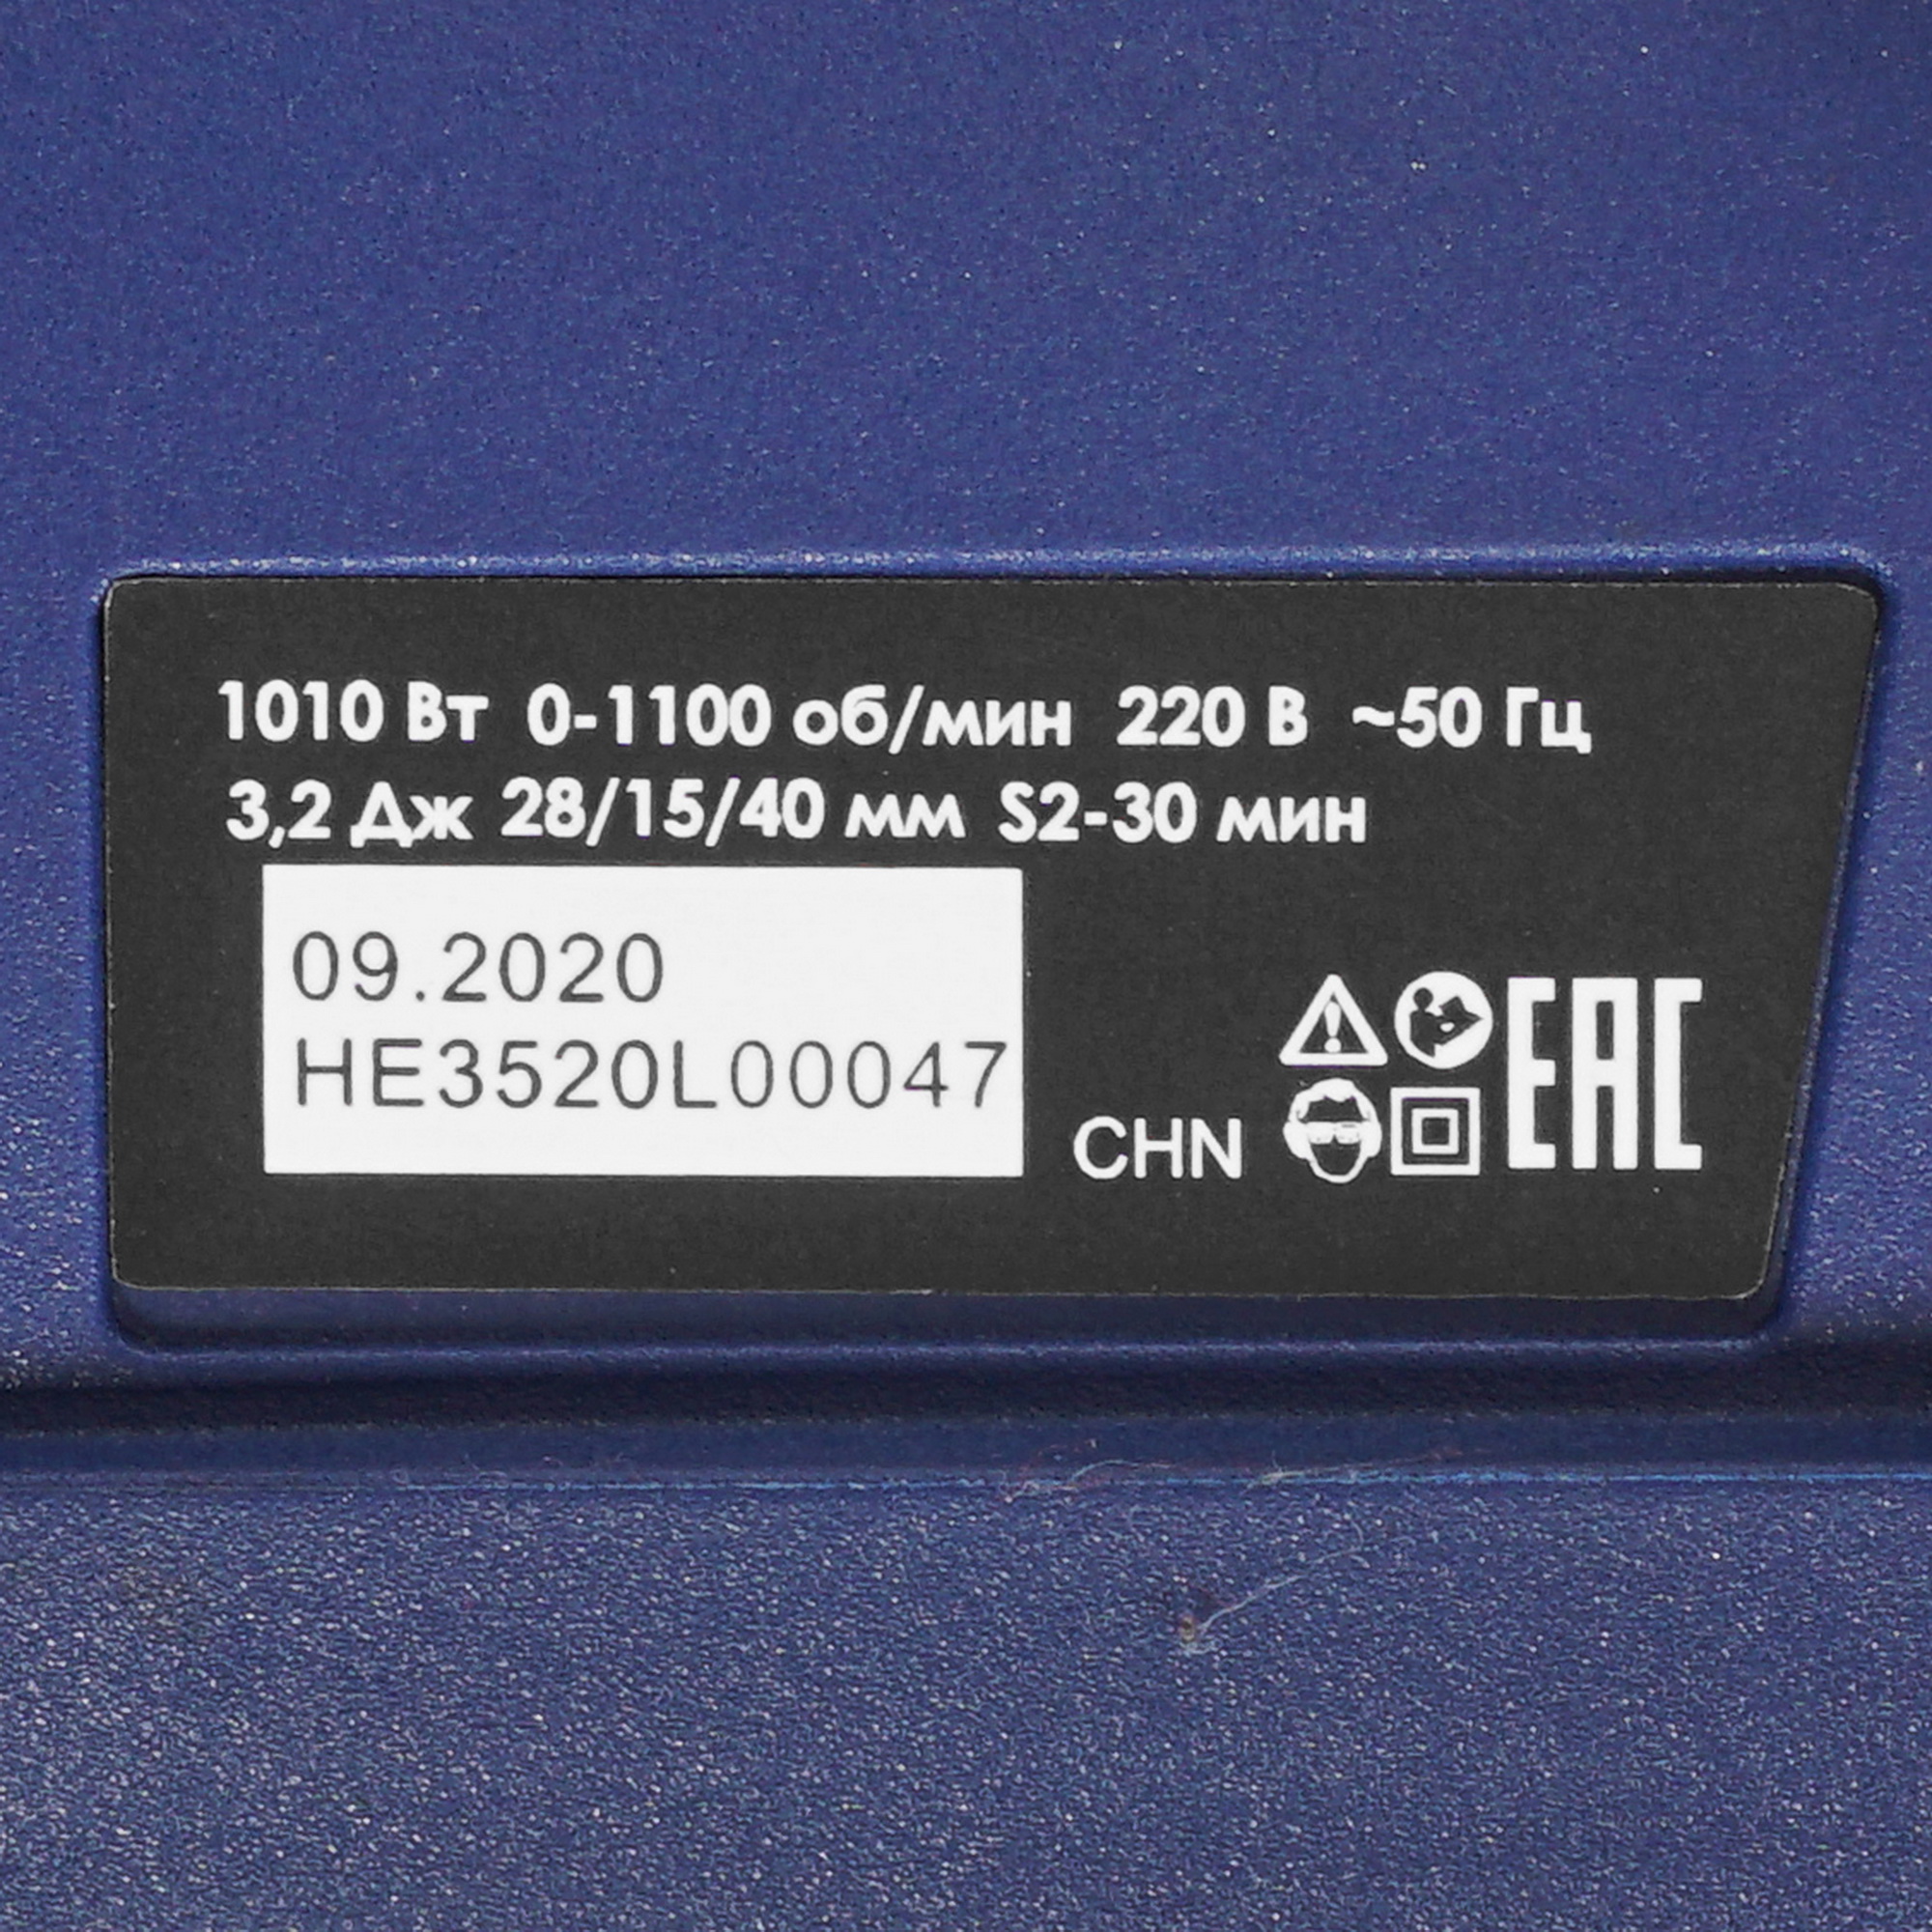 1010 Вт 0-1100 об/мин 220 В ~50 Гц
3,2 Дж 28/15/40 мм S2-30 мин
09.2020
HE3520L00047
CHN
EAC